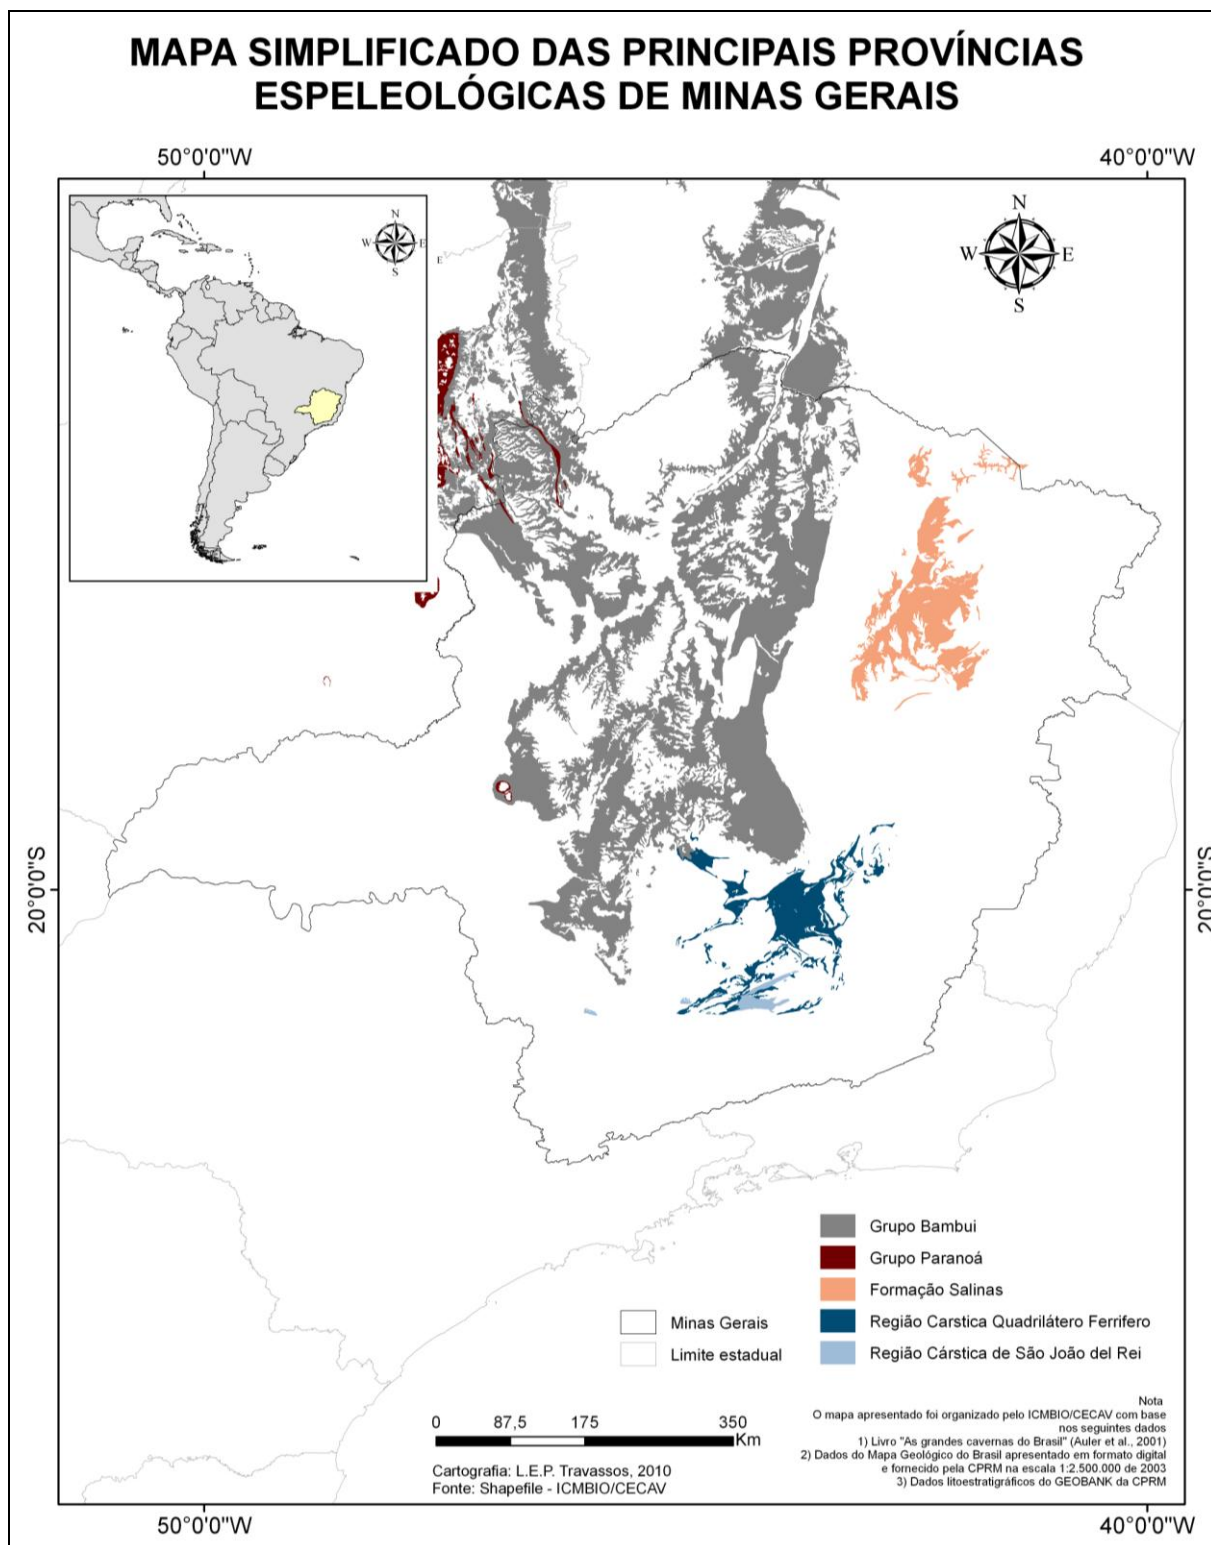 MAPA SIMPLIFICADO DAS PRINCIPAIS PROVÍNCIAS
ESPELEOLÓGICAS DE MINAS GERAIS
50°0'0"W
40°0'0"W
N
W
E
S
E
N
W
E
S
20°0'0"S
20°0'0"S
Grupo Bambui
Grupo Paranoá
Formação Salinas
Região Carstica Quadrilátero Ferrifero
Região Cárstica de São João del Rei
Minas Gerais
Limite estadual
0 87,5 175 350
Km
Cartografia: L.E.P. Travassos, 2010
Fonte: Shapefile - ICMBIO/CECAV
Nota
O mapa apresentado foi organizado pelo ICMBIO/CECAV com base
nos seguintes dados
1) Livro "As grandes cavernas do Brasil" (Auler et al., 2001)
2) Dados do Mapa Geológico do Brasil apresentado em formato digital
e fornecido pela CPRM na escala 1:2.500.000 de 2003
3) Dados litoestratigráficos do GEOBANK da CPRM
50°0'0"W
40°0'0"W